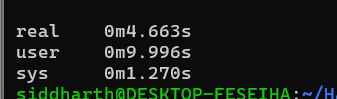 real 0m4.663s
user 0m9.996s
sys 0m1.270s
siddharth@DESKTOP-FESEIHA:~/H